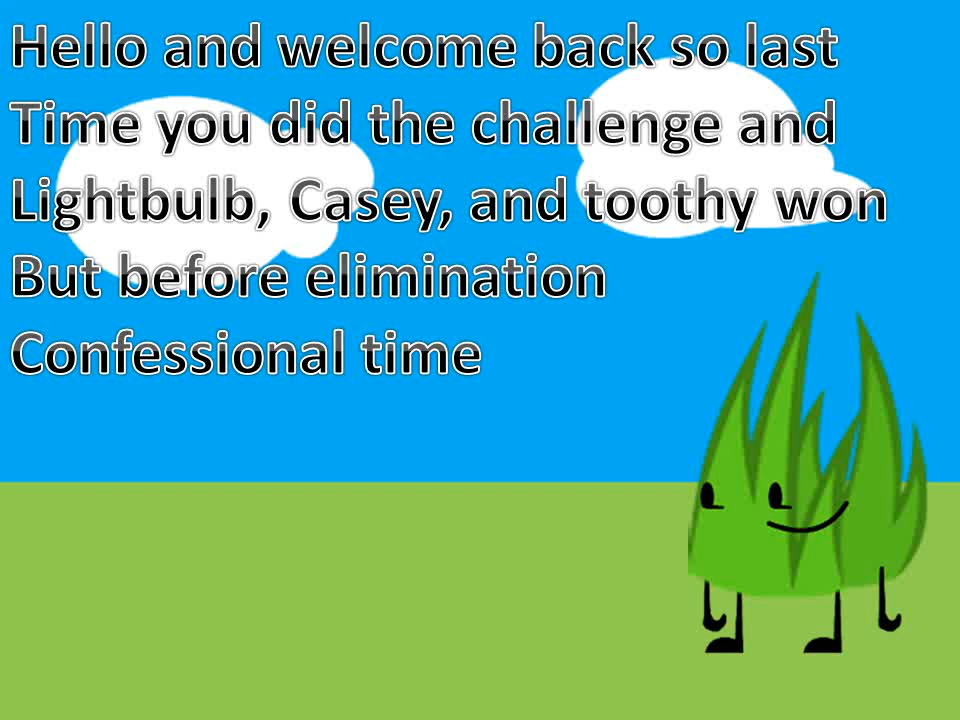 Hello and welcome back so last
Time you did the challenge and
Lightbulb, Casey, and toothy won
But before elimination
Confessional time